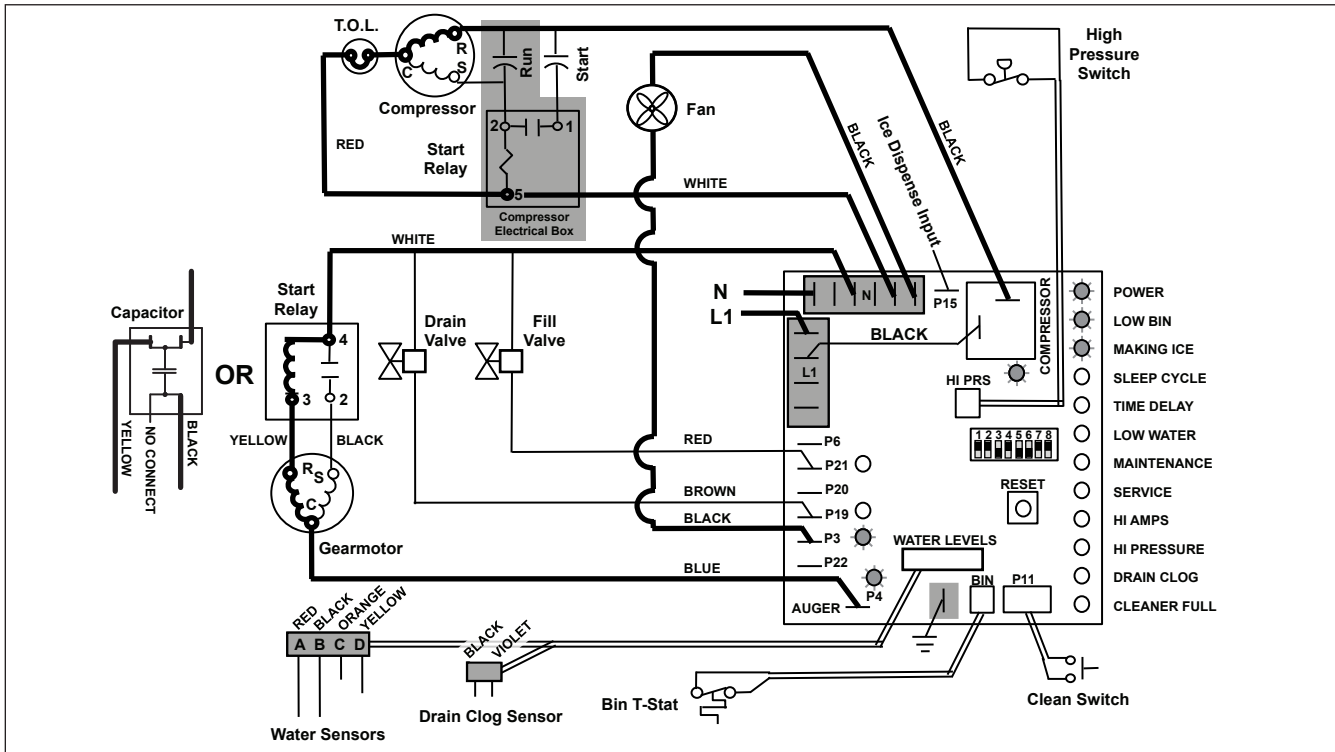 T.O.L.
C
R
S
Compressor
Run
Start
2
1
Start
Relay
5
Compressor
Electrical Box
RED
WHITE
Fan
BLACK
Ice Dispense Input
BLACK
High
Pressure
Switch
WHITE
Capacitor
YELLOW
NO CONNECT
BLACK
OR
Start
Relay
4
3
2
YELLOW
BLACK
R
S
C
Gearmotor
Drain
Valve
Fill
Valve
N
L1
N
P15
L1
BLACK
COMPRESSOR
HI PRS
RED
BROWN
BLACK
BLUE
P6
P21
P20
P19
P3
P22
P4
AUGER
1 2 3 4 5 6 7 8
RESET
WATER LEVELS
BIN
P11
POWER
LOW BIN
MAKING ICE
SLEEP CYCLE
TIME DELAY
LOW WATER
MAINTENANCE
SERVICE
HI AMPS
HI PRESSURE
DRAIN CLOG
CLEANER FULL
RED
BLACK
ORANGE
YELLOW
A B C D
Water Sensors
BLACK
VIOLET
Drain Clog Sensor
Bin T-Stat
Clean Switch